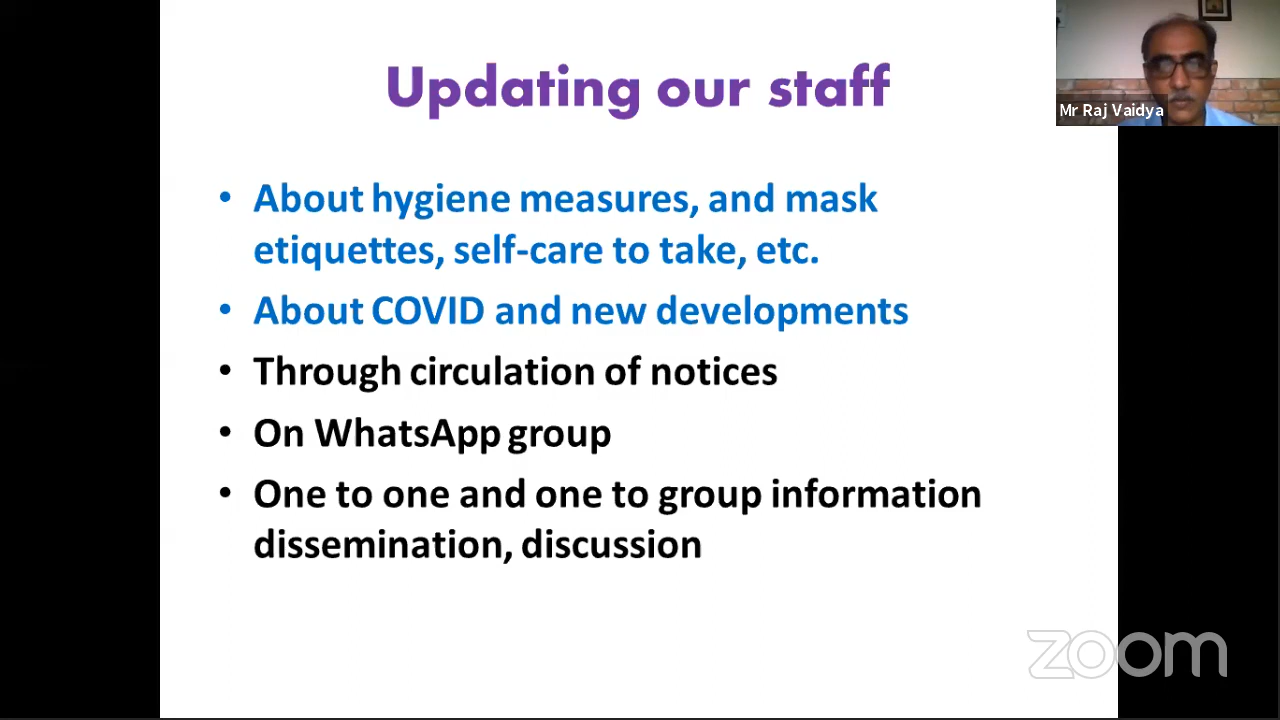 Updating our staff
Mr Raj Vaidya
• About hygiene measures, and mask
etiquettes, self-care to take, etc.
• About COVID and new developments
• Through circulation of notices
• On WhatsApp group
• One to one and one to group information
dissemination, discussion
zoom